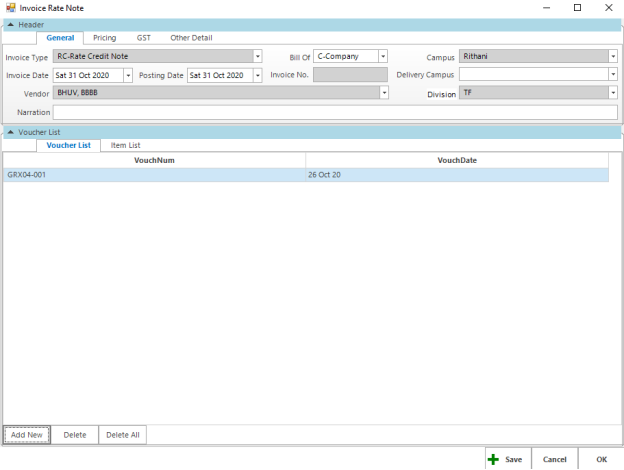 Invoice Rate Note
Header
General Pricing GST Other Detail
Invoice Type RC-Rate Credit Note Bill Of C-Company Campus Rithani
Invoice Date Sat 31 Oct 2020 Posting Date Sat 31 Oct 2020 Invoice No. Delivery Campus
Vendor BHUV, BBBB Division TF
Narration
Voucher List
Voucher List Item List
VouchNum VouchDate
GRX04-001 26 Oct 20
Add New Delete Delete All
Save Cancel OK